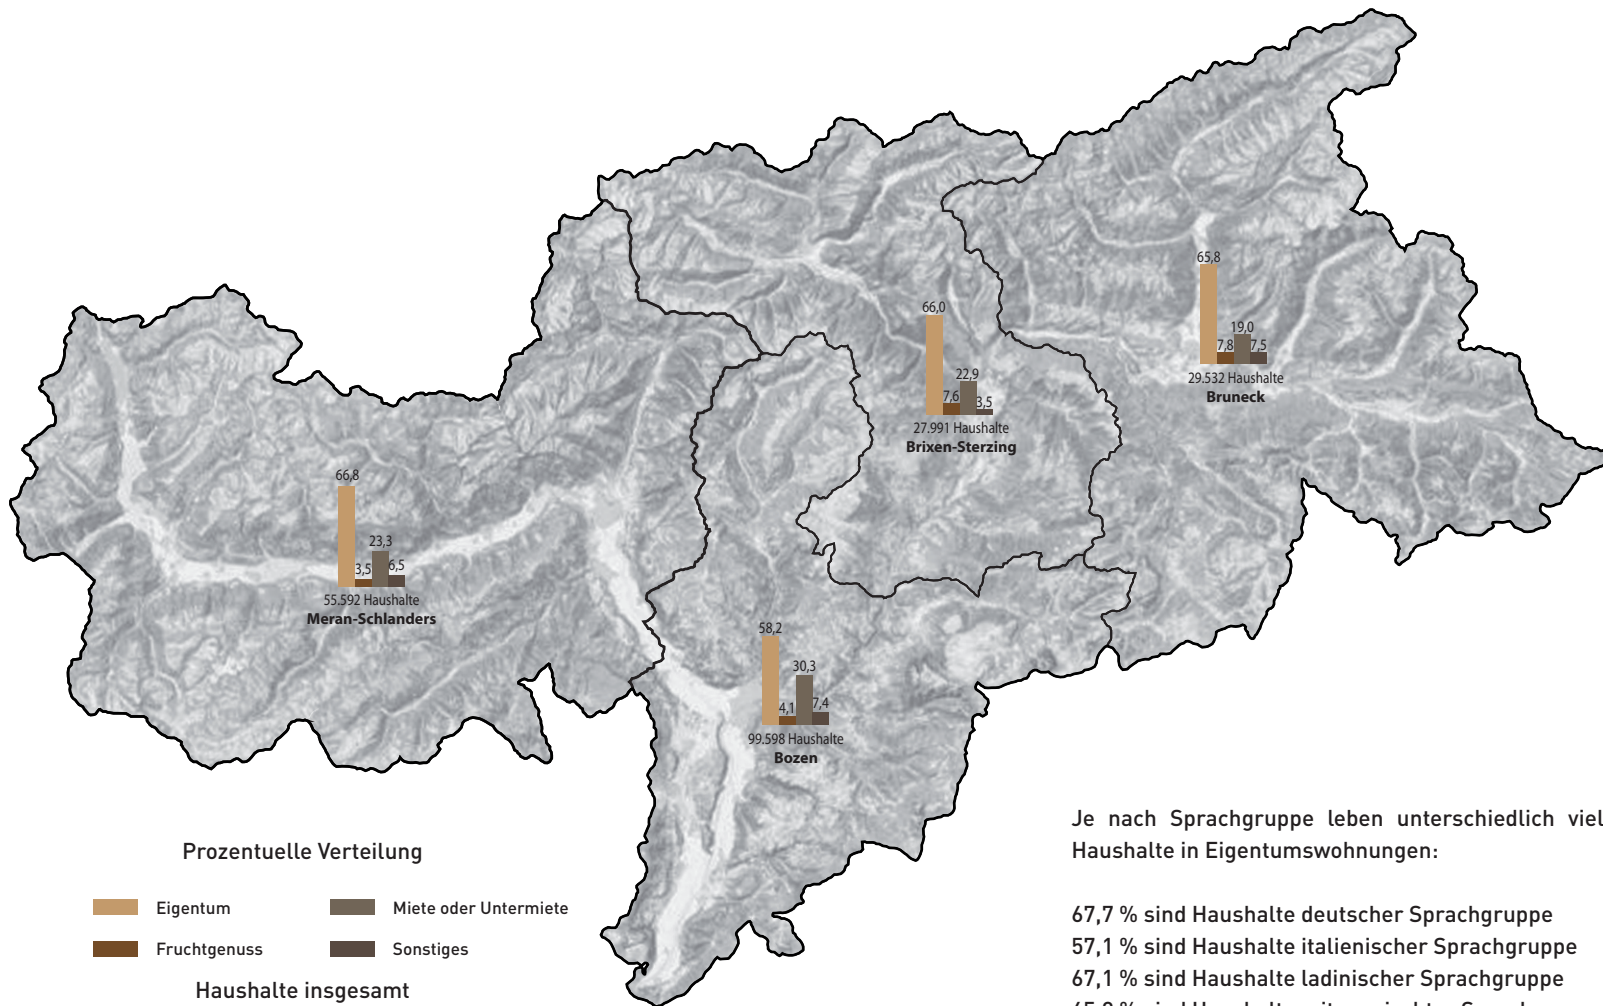 65,8
7,8
19,0
7,5
29.532 Haushalte
Bruneck
66,0
7,6
22,9
3,5
27.991 Haushalte
Brixen-Sterzing
66,8
3,5
23,3
6,5
55.592 Haushalte
Meran-Schlanders
58,2
4,1
30,3
7,4
99.598 Haushalte
Bozen
Prozentuelle Verteilung
Eigentum
Miete oder Untermiete
Fruchtgenuss
Sonstiges
Haushalte insgesamt
Je nach Sprachgruppe leben unterschiedlich viel
Haushalte in Eigentumswohnungen:
67,7 % sind Haushalte deutscher Sprachgruppe
57,1 % sind Haushalte italienischer Sprachgruppe
67,1 % sind Haushalte ladinischer Sprachgruppe